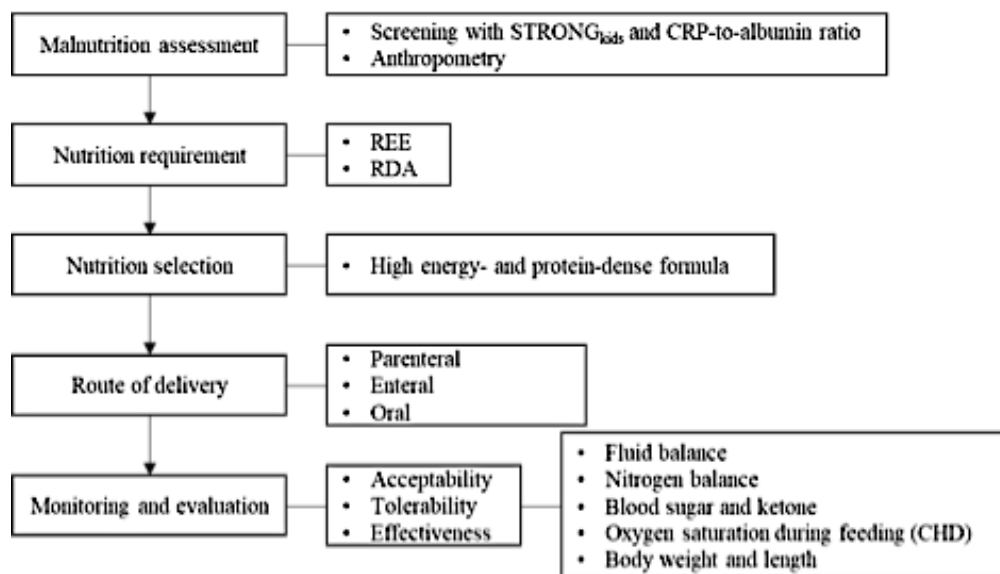 Malnutrition assessment
• Screening with STRONGkids and CRP-to-albumin ratio
• Anthropometry
Nutrition requirement
• REE
• RDA
Nutrition selection
• High energy- and protein-dense formula
Route of delivery
• Parenteral
• Enteral
• Oral
Monitoring and evaluation
• Acceptability
• Tolerability
• Effectiveness
• Fluid balance
• Nitrogen balance
• Blood sugar and ketone
• Oxygen saturation during feeding (CHD)
• Body weight and length